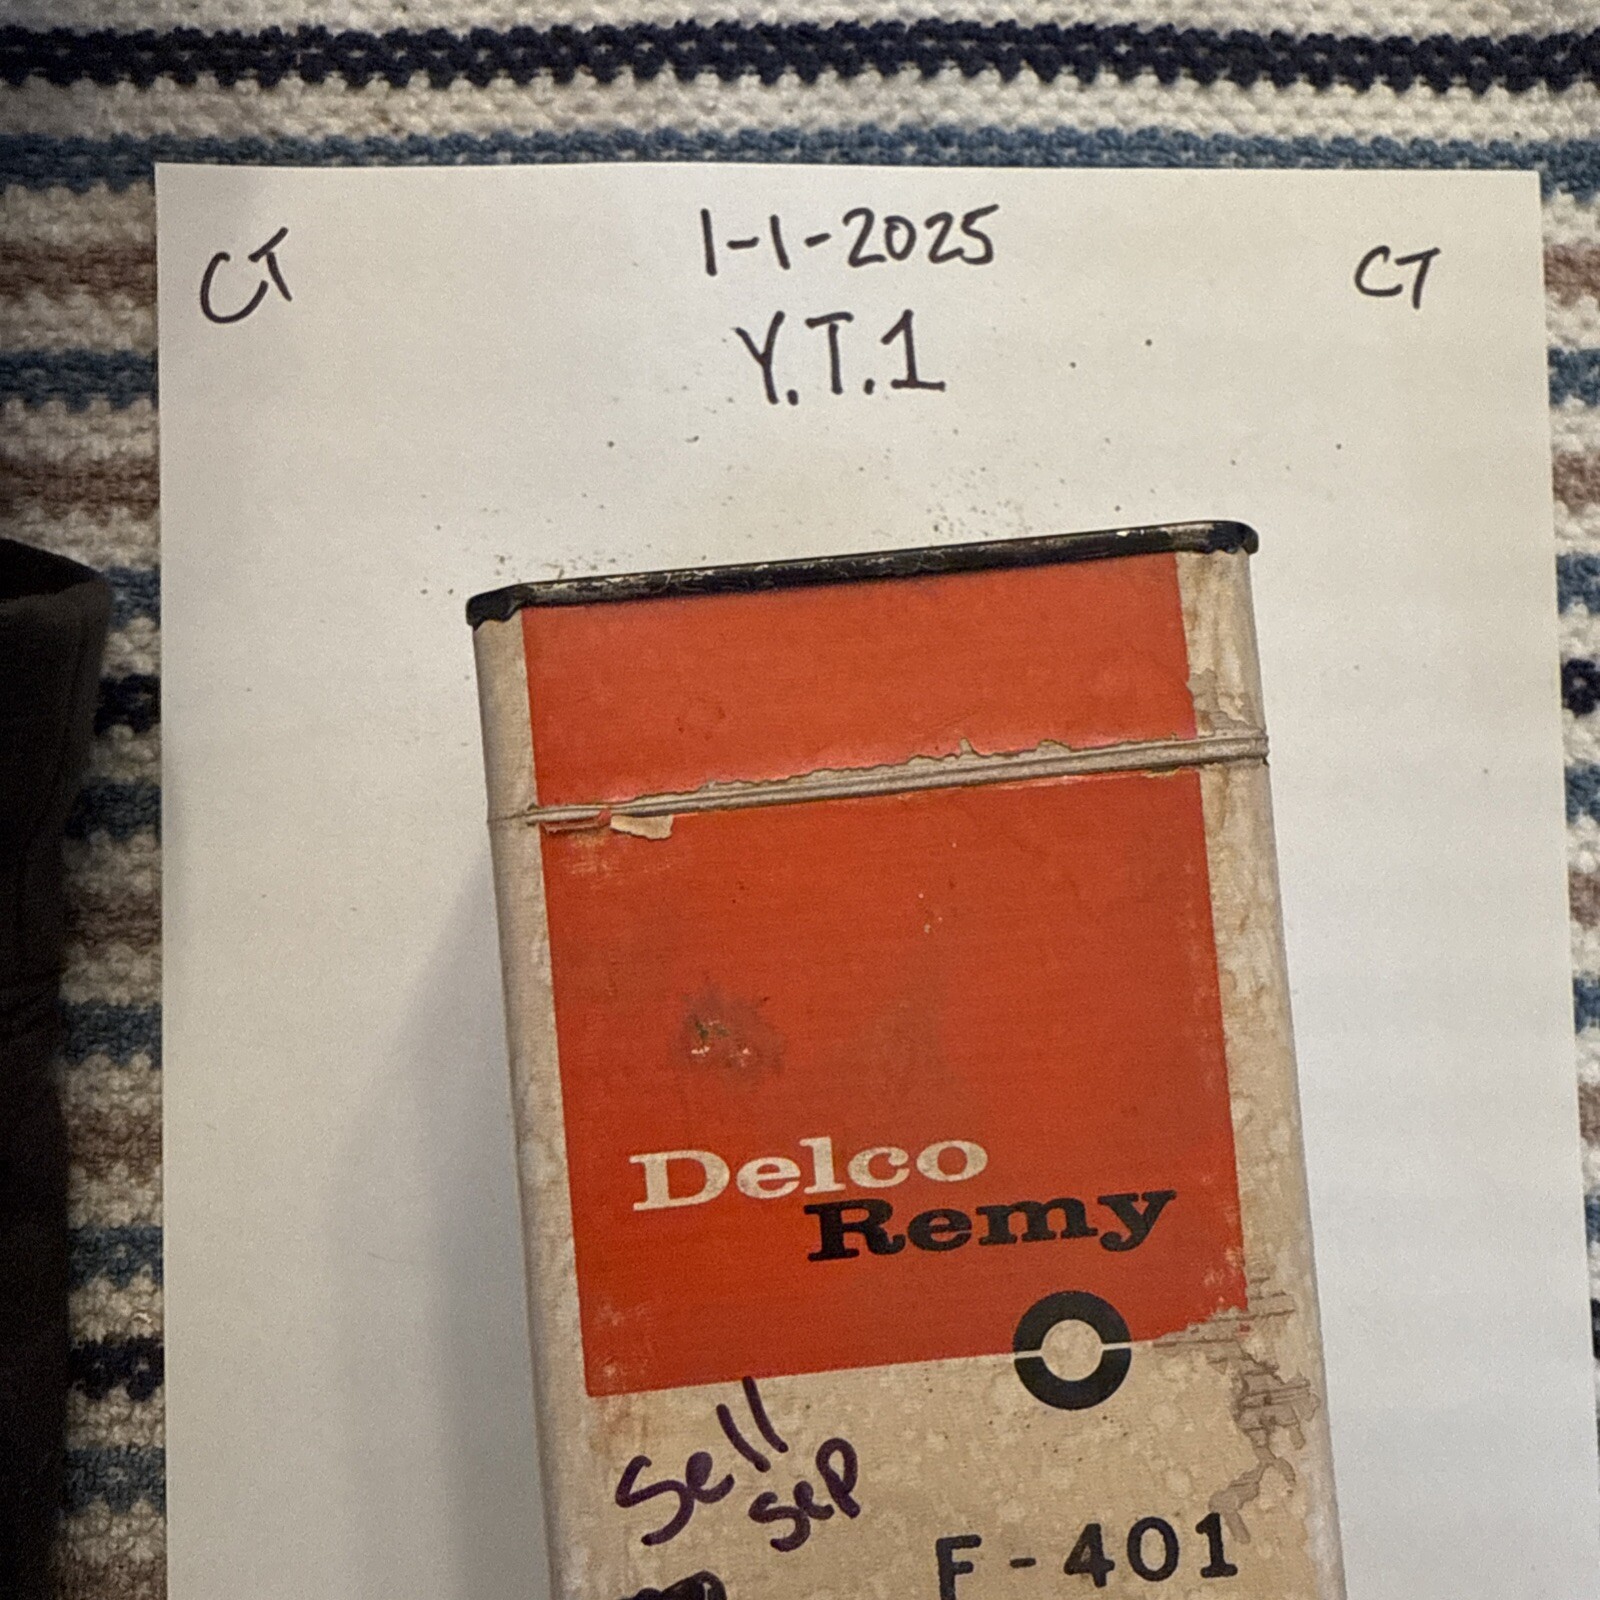 CT 1-1-2025 CT
Y.T.1
Delco
Remy
Sell
Sep
F-401